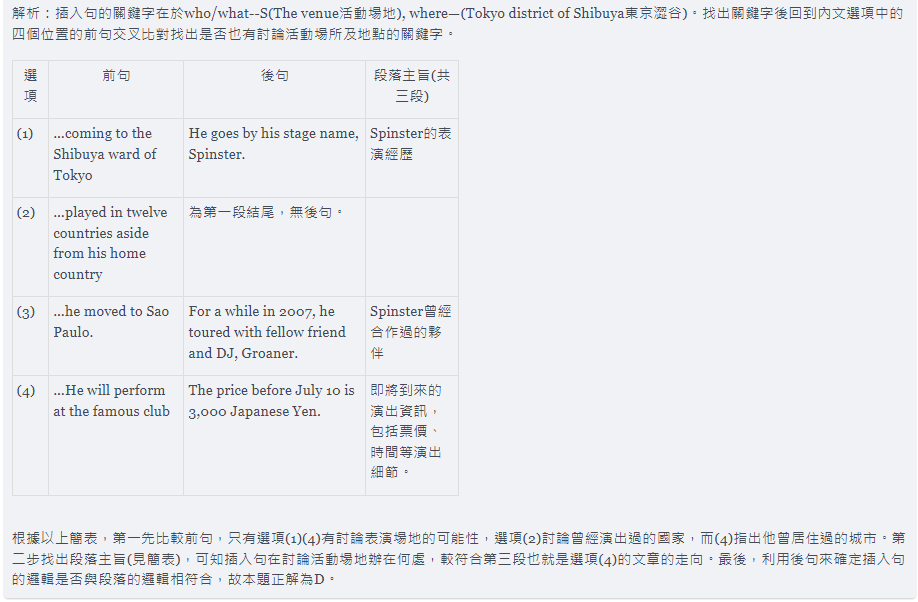 解析：插入句的關鍵字在於who/what--S(The venue活動場地), where—(Tokyo district of Shibuya東京澀谷)。找出關鍵字後回到內文選項中的
四個位置的前句交叉比對找出是否也有討論活動場所及地點的關鍵字。
選項
前句
後句
段落主旨(共三段)
(1)
...coming to the
Shibuya ward of
Tokyo
He goes by his stage name,
Spinster.
Spinster的表
演經歷
(2)
...played in twelve
countries aside
from his home
country
為第一段結尾，無後句。
(3)
...he moved to Sao
Paulo.
For a while in 2007, he
toured with fellow friend
and DJ, Groaner.
Spinster曾經
合作過的夥
伴
(4)
...He will perform
at the famous club
The price before July 10 is
3,000 Japanese Yen.
即將到來的
演出資訊，
包括票價、
時間等演出
細節。
根據以上簡表，第一先比較前句，只有選項(1)(4)有討論表演場地的可能性，選項(2)討論曾經演出過的國家，而(4)指出他曾居住過的城市。第
二步找出段落主旨(見簡表)，可知插入句在討論活動場地辦在何處，較符合第三段也就是選項(4)的文章的走向。最後，利用後句來確定插入句
的邏輯是否與段落的邏輯相符合，故本題正解為D。